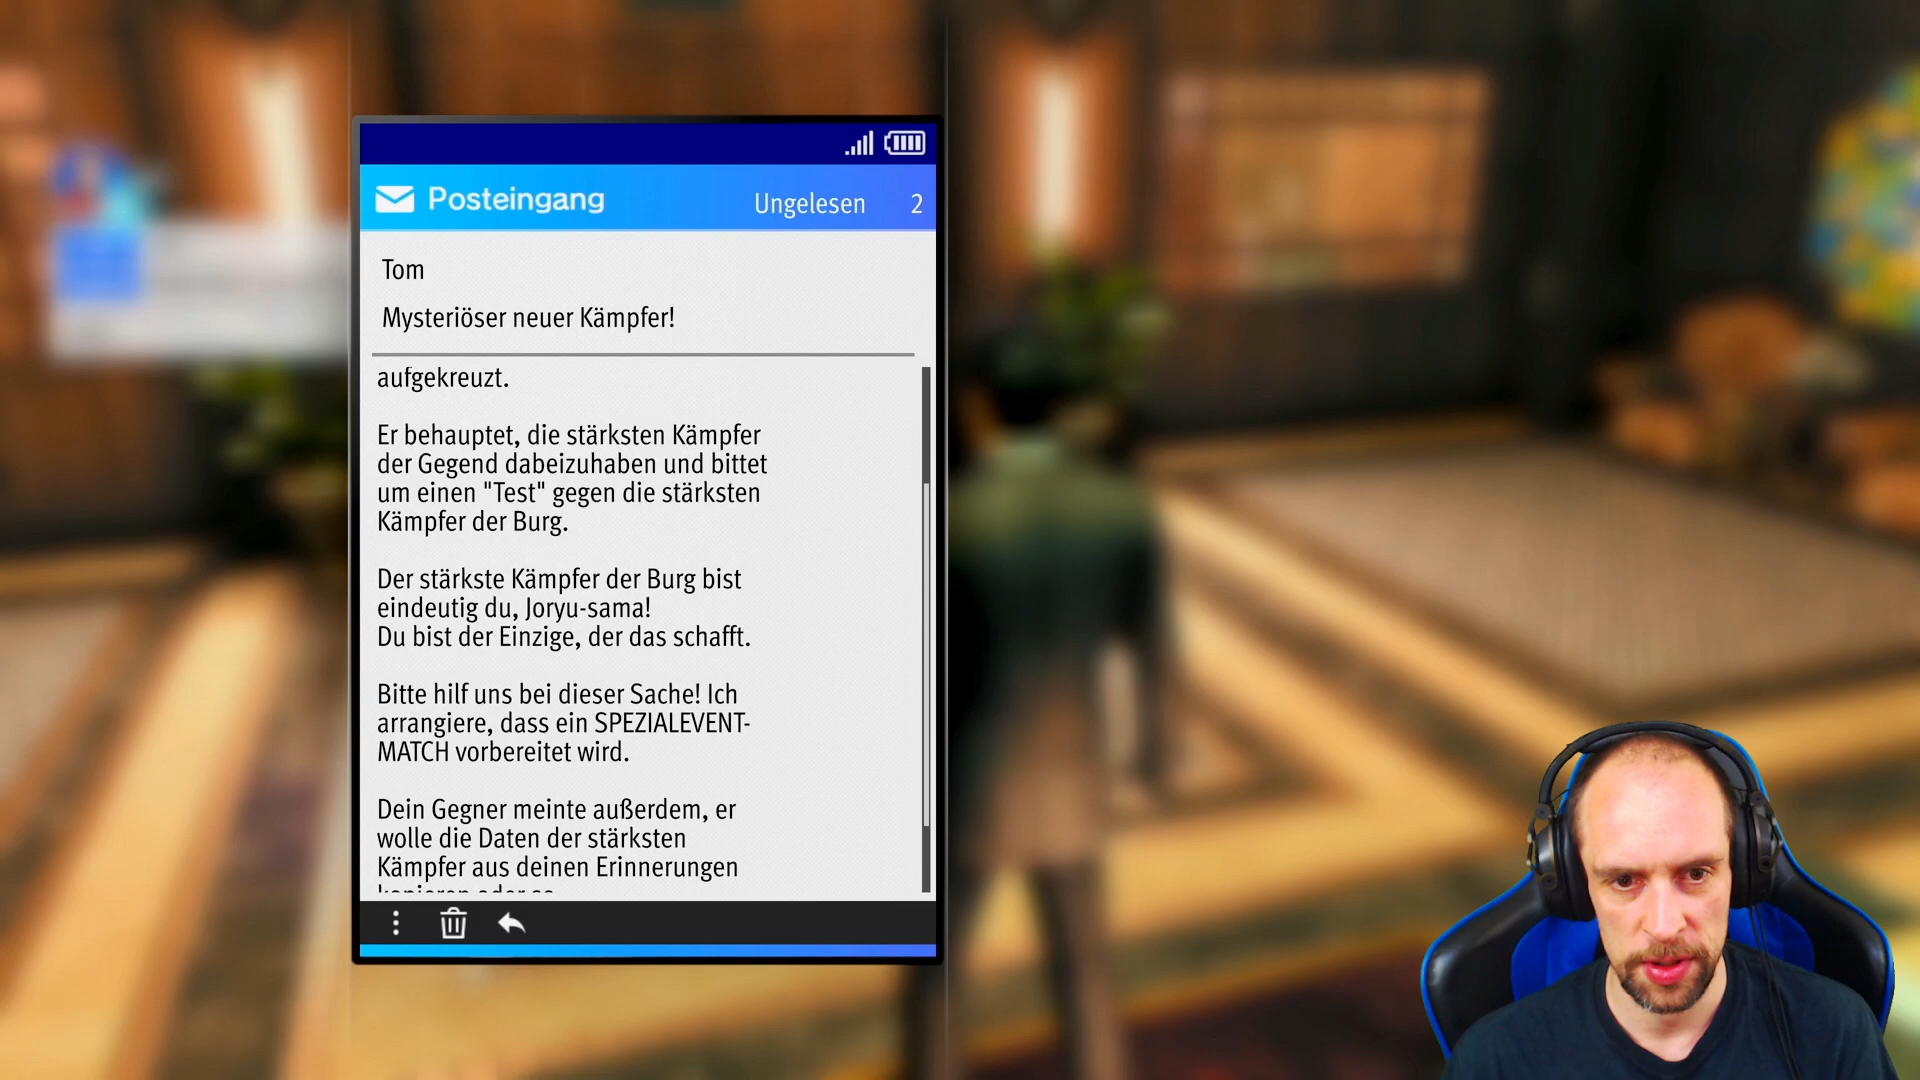 Posteingang
Ungelesen 2
Tom
Mysteriöser neuer Kämpfer!
aufgekreuzt.
Er behauptet, die stärksten Kämpfer
der Gegend dabeizuhaben und bittet
um einen "Test" gegen die stärksten
Kämpfer der Burg.
Der stärkste Kämpfer der Burg bist
eindeutig du, Joryu-sama!
Du bist der Einzige, der das schafft.
Bitte hilf uns bei dieser Sache! Ich
arrangiere, dass ein SPEZIALEVENT-
MATCH vorbereitet wird.
Dein Gegner meinte außerdem, er
wolle die Daten der stärksten
Kämpfer aus deinen Erinnerungen